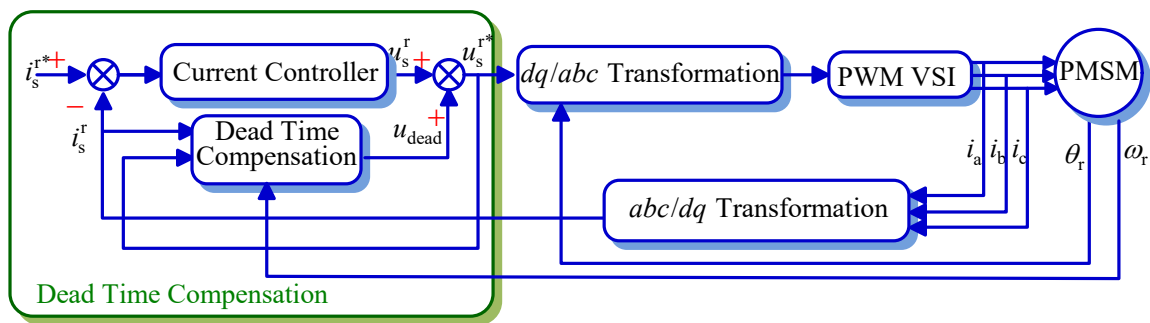 i_s^{r*} +
−
i_s^r
Current Controller
u_s^r +
u_s^{r*}
Dead Time
Compensation
u_dead +
dq/abc Transformation
PWM VSI
PMSM
i_a i_b i_c
θ_r ω_r
abc/dq Transformation
Dead Time Compensation